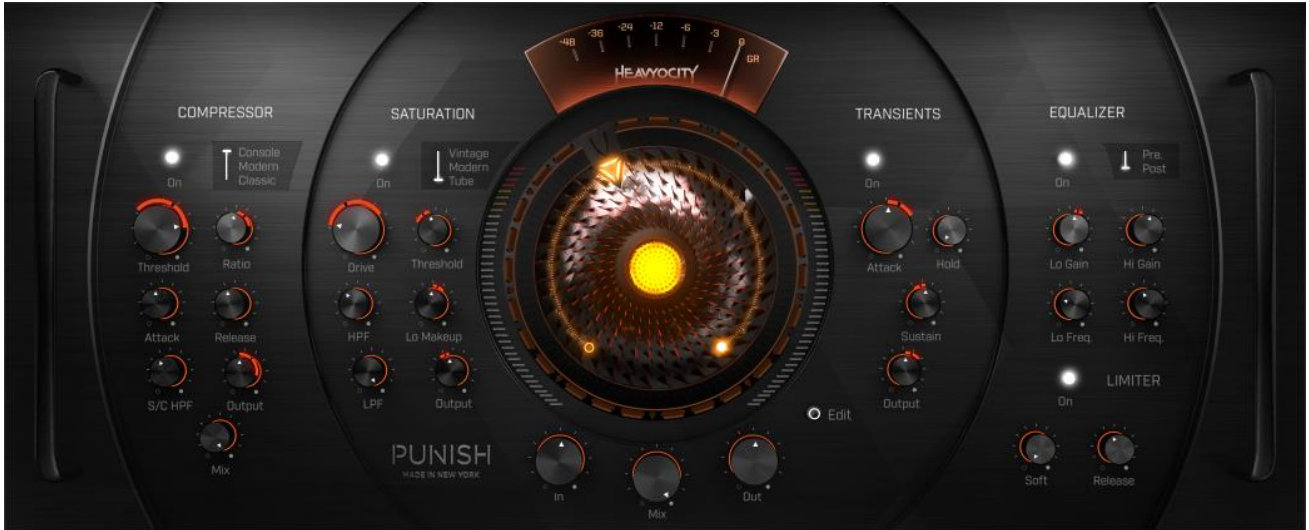 -48 -36 -24 -12 -6 -3 0
GR
HEAVYOCITY
COMPRESSOR
On
Console
Modern
Classic
Threshold
Ratio
Attack
Release
S/C HPF
Output
Mix
SATURATION
On
Vintage
Modern
Tube
Drive
Threshold
HPF
Lo Makeup
LPF
Output
PUNISH
MADE IN NEW YORK
In
Mix
Out
Edit
TRANSIENTS
On
Attack
Hold
Sustain
Output
EQUALIZER
On
Pre.
Post
Lo Gain
Hi Gain
Lo Freq.
Hi Freq.
LIMITER
On
Soft
Release